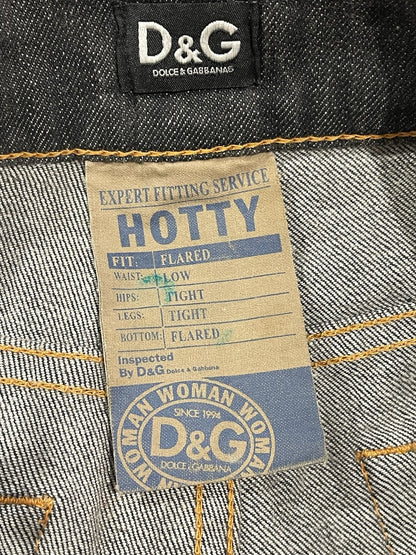 D&G
DOLCE & GABBANA
EXPERT FITTING SERVICE
HOTTY
FIT: FLARED
WAIST: LOW
HIPS: TIGHT
LEGS: TIGHT
BOTTOM: FLARED
Inspected
By D&G Dolce & Gabbana
WOMAN WOMAN WOMAN
SINCE 1994
D&G
DOLCE & GABBANA